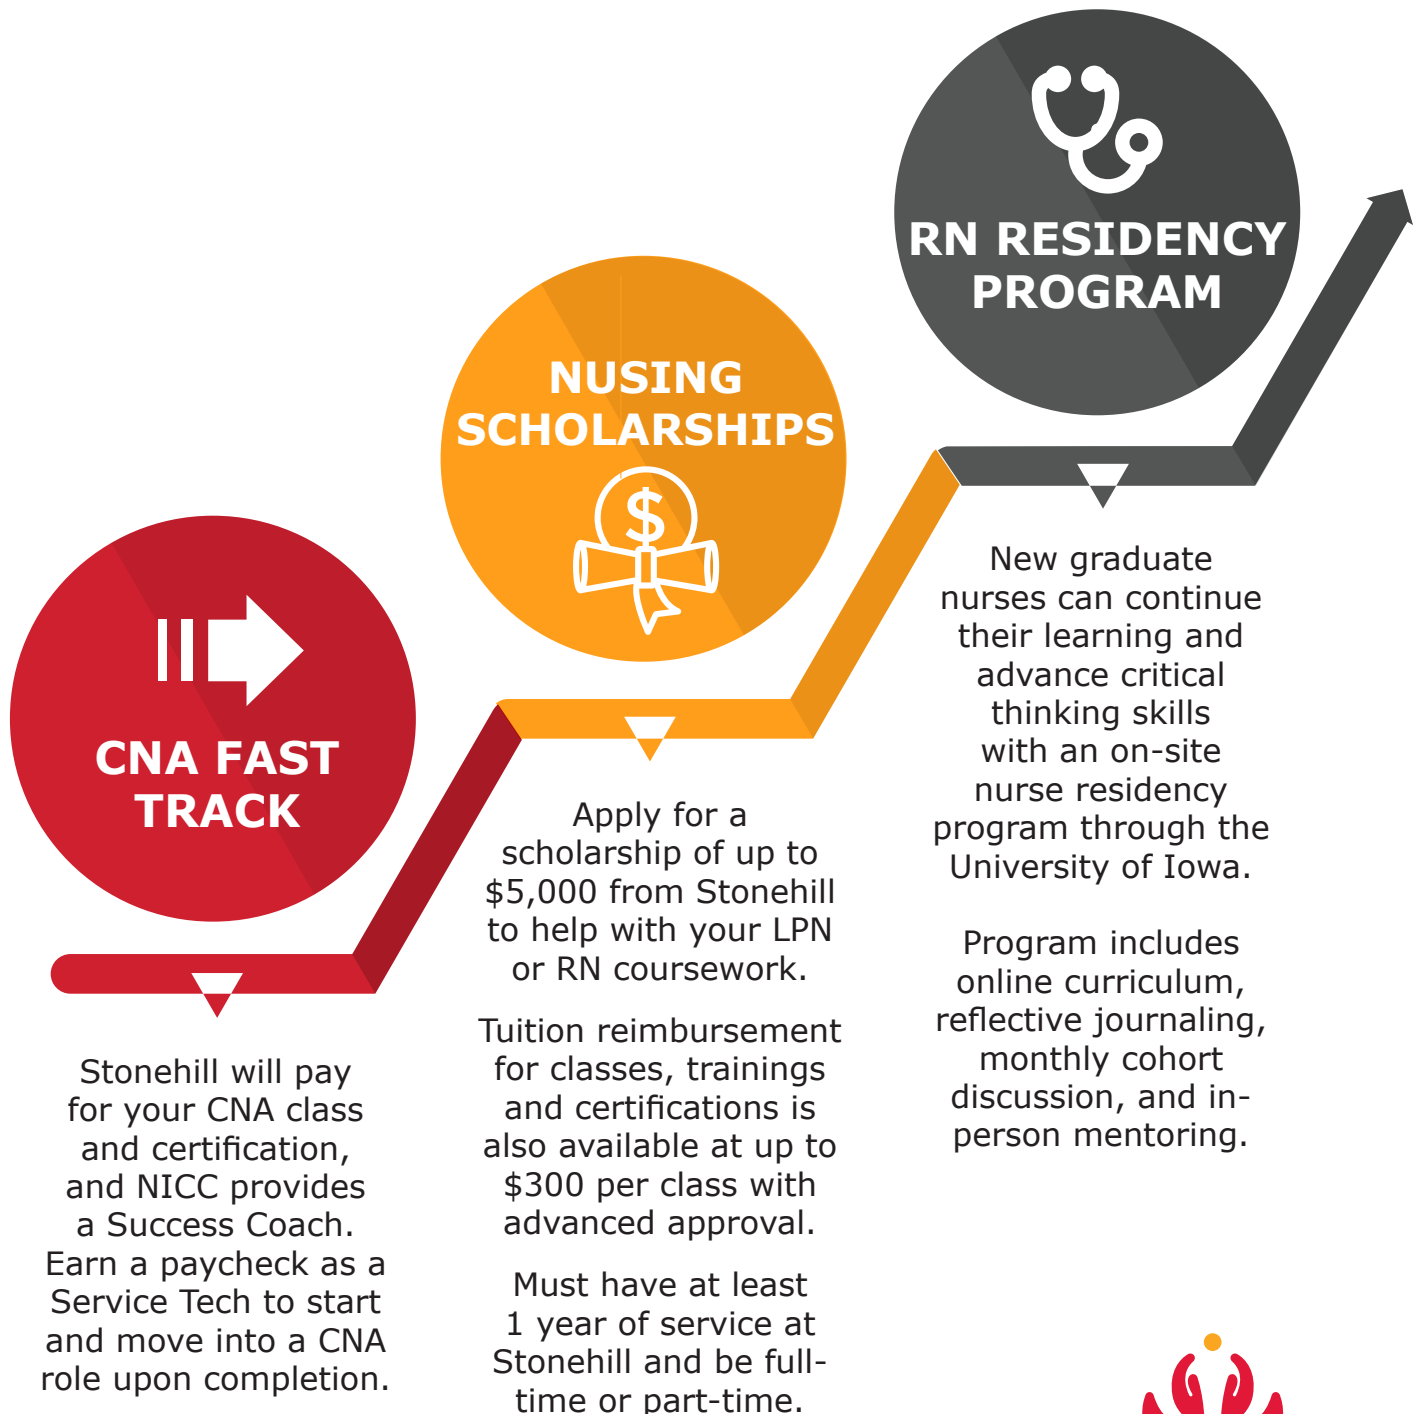 CNA FAST
TRACK
Stonehill will pay
for your CNA class
and certification,
and NICC provides
a Success Coach.
Earn a paycheck as a
Service Tech to start
and move into a CNA
role upon completion.
NUSING
SCHOLARSHIPS
$
Apply for a
scholarship of up to
$5,000 from Stonehill
to help with your LPN
or RN coursework.
Tuition reimbursement
for classes, trainings
and certifications is
also available at up to
$300 per class with
advanced approval.
Must have at least
1 year of service at
Stonehill and be full-
time or part-time.
RN RESIDENCY
PROGRAM
New graduate
nurses can continue
their learning and
advance critical
thinking skills
with an on-site
nurse residency
program through the
University of Iowa.
Program includes
online curriculum,
reflective journaling,
monthly cohort
discussion, and in-
person mentoring.